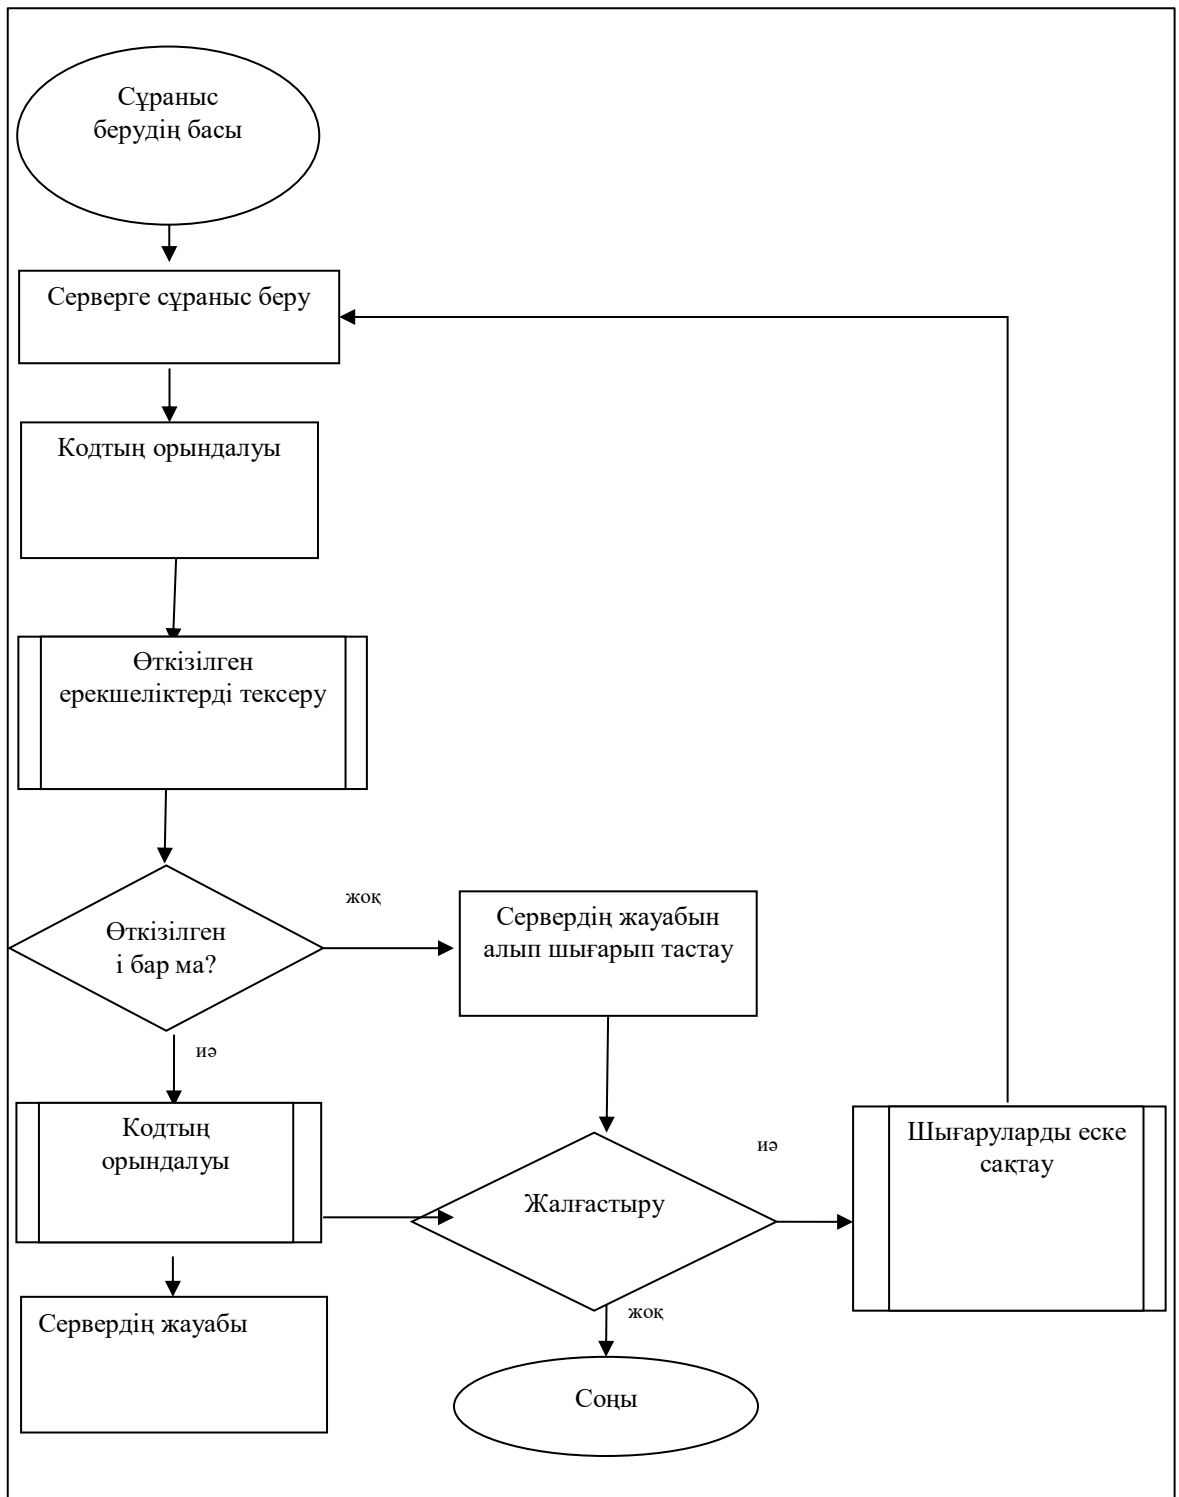 Сұраныс
берудің басы
Серверге сұраныс беру
Кодтың орындалуы
Өткізілген
ерекшеліктерді тексеру
жоқ
Өткізілген
і бар ма?
Сервердің жауабын
алып шығарып тастау
иә
Кодтың
орындалуы
Жалғастыру
иә
Шығаруларды еске
сақтау
Сервердің жауабы
жоқ
Соңы